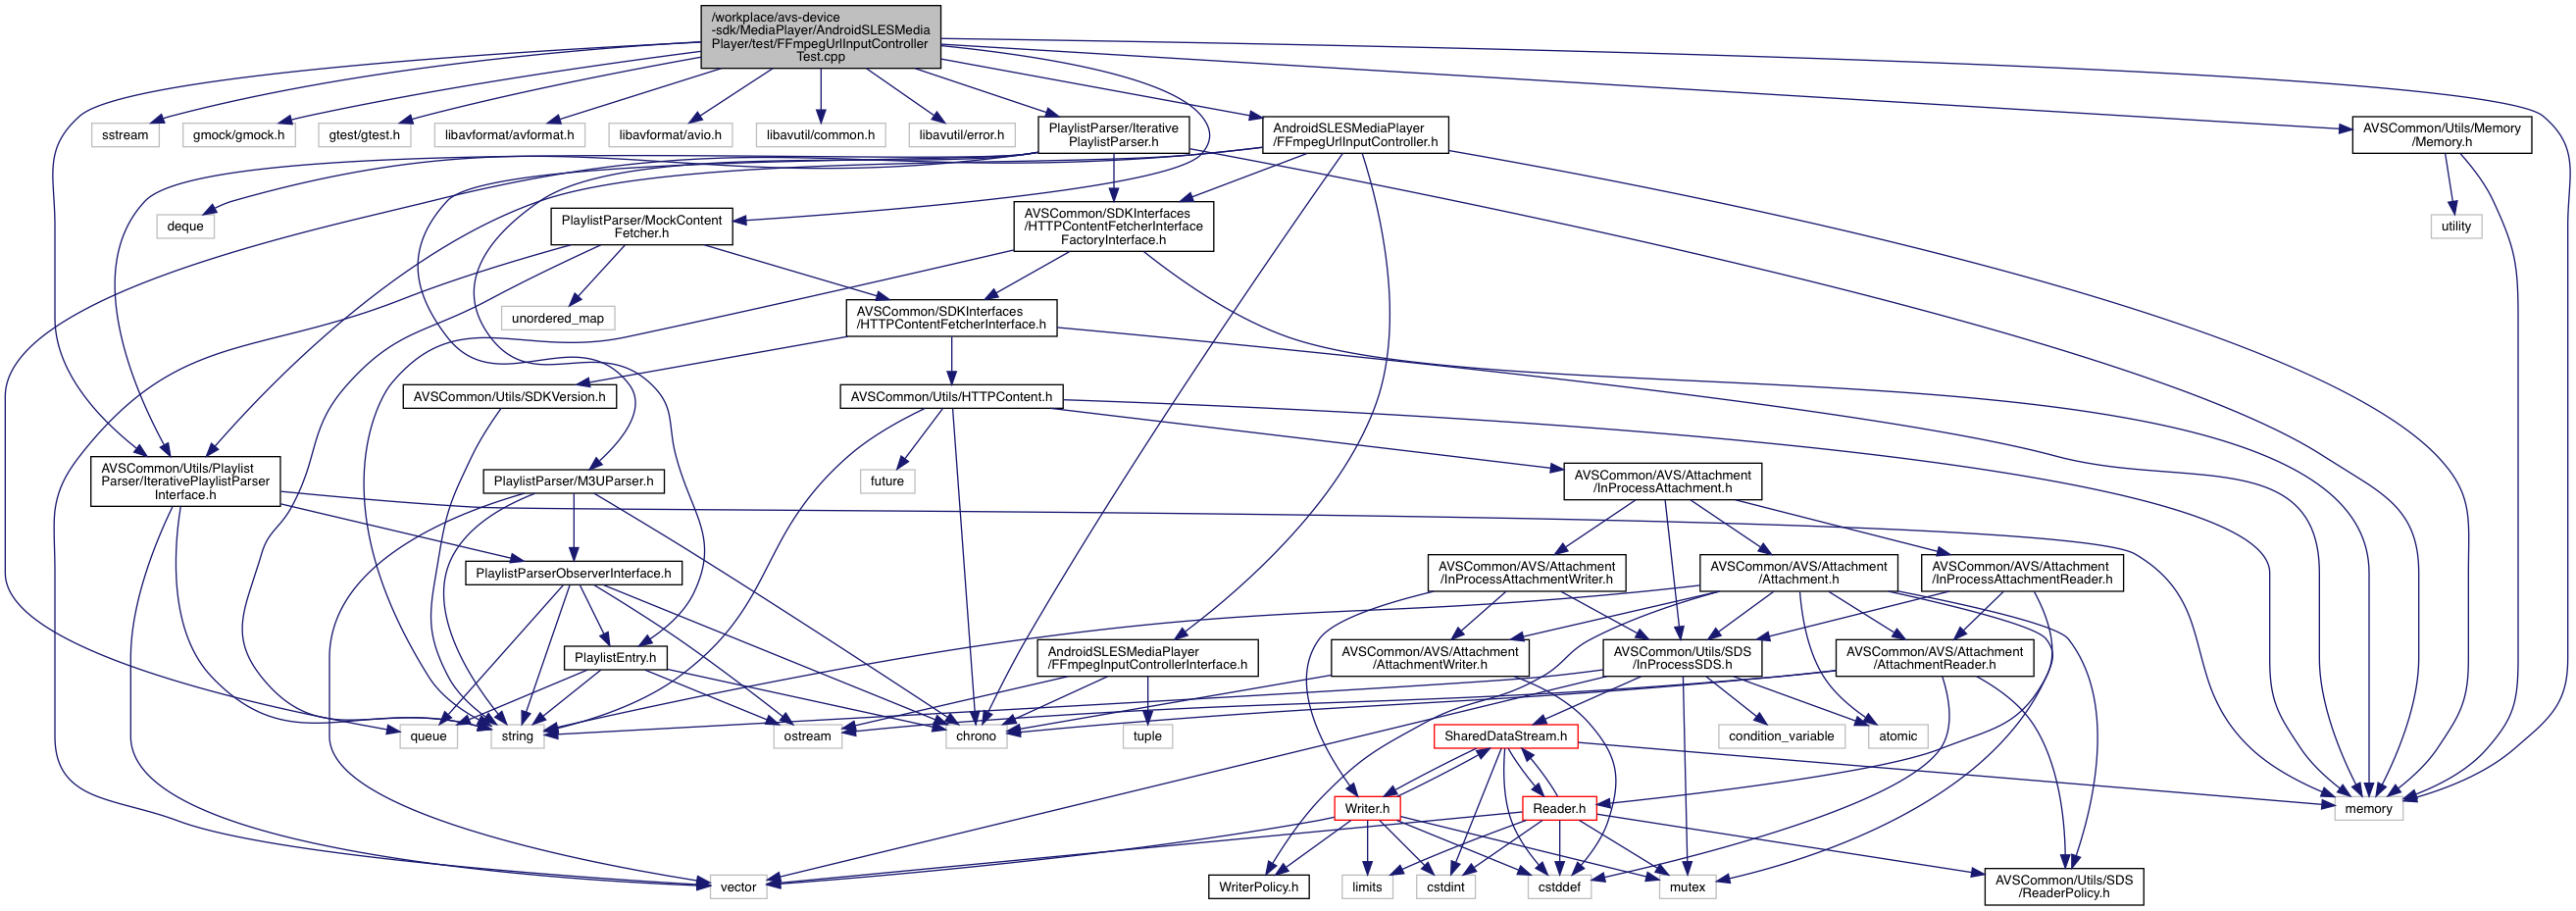 /workplace/avs-device
-sdk/MediaPlayer/AndroidSLESMedia
Player/test/FFmpegUrlInputController
Test.cpp
sstream
gmock/gmock.h
gtest/gtest.h
libavformat/avformat.h
libavformat/avio.h
libavutil/common.h
libavutil/error.h
PlaylistParser/Iterative
PlaylistParser.h
AndroidSLESMediaPlayer
/FFmpegUrlInputController.h
AVSCommon/Utils/Memory
/Memory.h
deque
PlaylistParser/MockContent
Fetcher.h
AVSCommon/SDKInterfaces
/HTTPContentFetcherInterface
FactoryInterface.h
utility
unordered_map
AVSCommon/SDKInterfaces
/HTTPContentFetcherInterface.h
AVSCommon/Utils/SDKVersion.h
AVSCommon/Utils/HTTPContent.h
AVSCommon/Utils/Playlist
Parser/IterativePlaylistParser
Interface.h
PlaylistParser/M3UParser.h
future
AVSCommon/AVS/Attachment
/InProcessAttachment.h
PlaylistParserObserverInterface.h
AVSCommon/AVS/Attachment
/InProcessAttachmentWriter.h
AVSCommon/AVS/Attachment
/Attachment.h
AVSCommon/AVS/Attachment
/InProcessAttachmentReader.h
PlaylistEntry.h
AndroidSLESMediaPlayer
/FFmpegInputControllerInterface.h
AVSCommon/AVS/Attachment
/AttachmentWriter.h
AVSCommon/Utils/SDS
/InProcessSDS.h
AVSCommon/AVS/Attachment
/AttachmentReader.h
queue
string
ostream
chrono
tuple
SharedDataStream.h
condition_variable
atomic
Writer.h
Reader.h
memory
vector
WriterPolicy.h
limits
cstdint
cstddef
mutex
AVSCommon/Utils/SDS
/ReaderPolicy.h